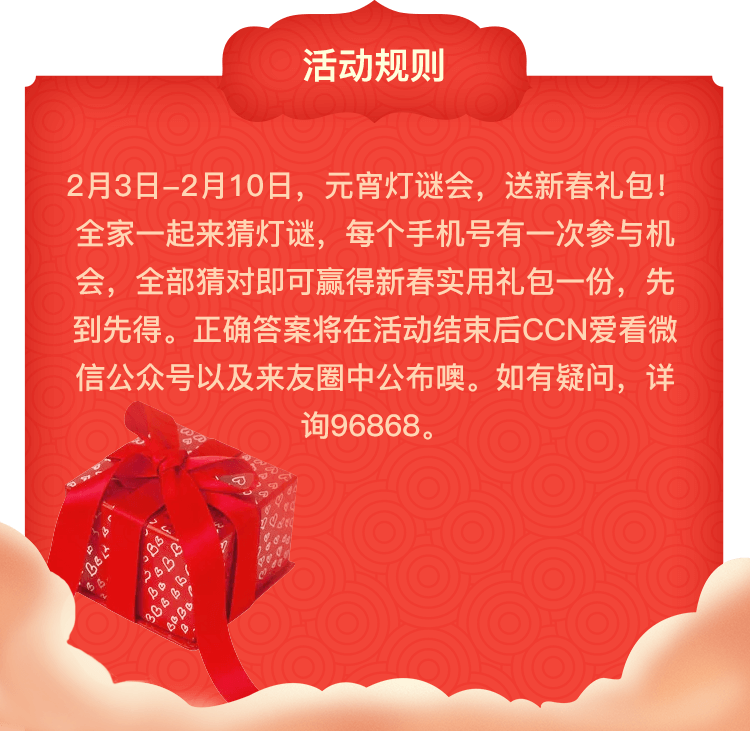 活动规则
2月3日-2月10日，元宵灯谜会，送新春礼包！
全家一起来猜灯谜，每个手机号有一次参与机
会，全部猜对即可赢得新春实用礼包一份，先
到先得。正确答案将在活动结束后CCN爱看微
信公众号以及来友圈中公布噢。如有疑问，详
询96868。